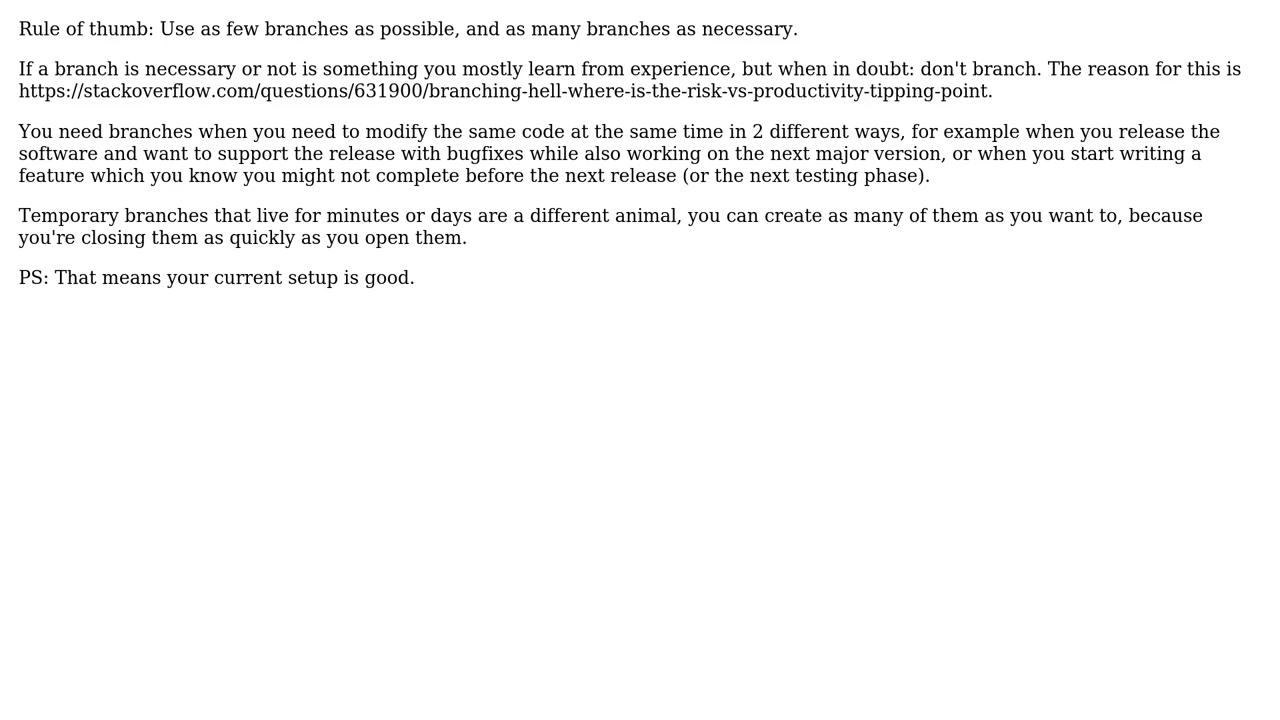 Rule of thumb: Use as few branches as possible, and as many branches as necessary.
If a branch is necessary or not is something you mostly learn from experience, but when in doubt: don't branch. The reason for this is
https://stackoverflow.com/questions/631900/branching-hell-where-is-the-risk-vs-productivity-tipping-point.
You need branches when you need to modify the same code at the same time in 2 different ways, for example when you release the
software and want to support the release with bugfixes while also working on the next major version, or when you start writing a
feature which you know you might not complete before the next release (or the next testing phase).
Temporary branches that live for minutes or days are a different animal, you can create as many of them as you want to, because
you're closing them as quickly as you open them.
PS: That means your current setup is good.